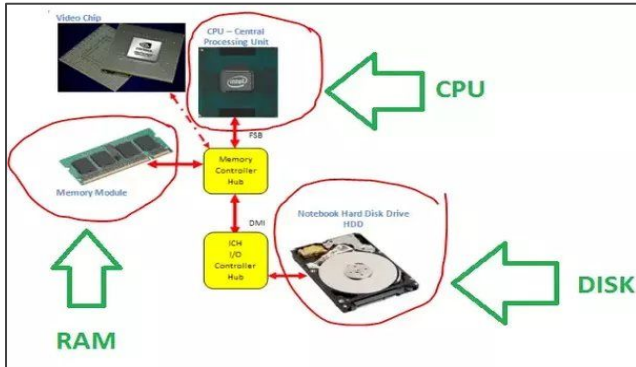 Video Chip
CPU – Central
Processing Unit
CPU
intel
FSB
Memory
Controller
Hub
Memory Module
DMI
Notebook Hard Disk Drive
HDD
ICH
I/O
Controller
Hub
DISK
RAM